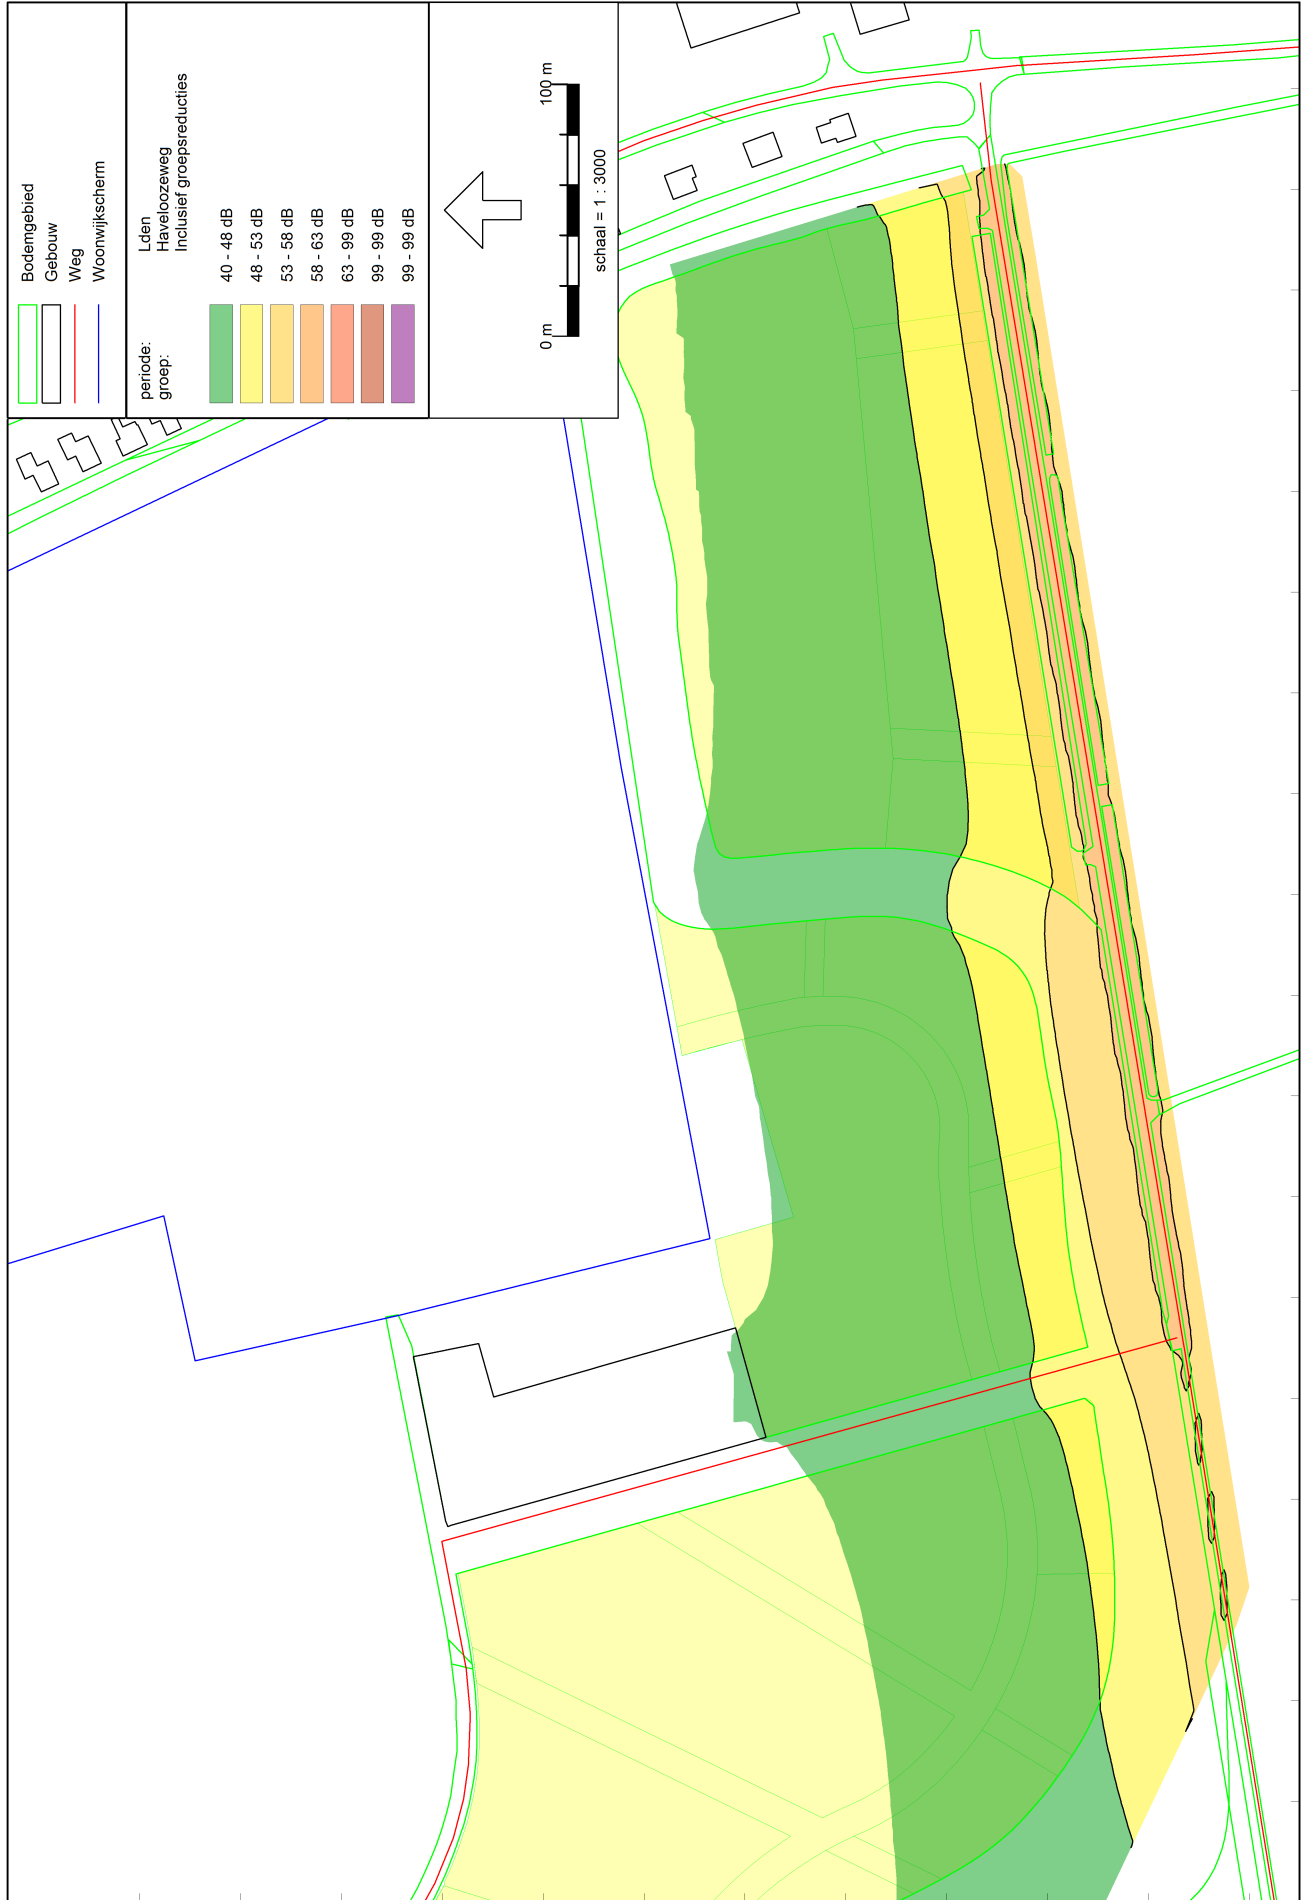 Bodemgebied
Gebouw
Weg
Woonwijkscherm
periode: Lden
groep: Haveloozeweg
Inclusief groepsreducties
40 - 48 dB
48 - 53 dB
53 - 58 dB
58 - 63 dB
63 - 99 dB
99 - 99 dB
99 - 99 dB
0 m 100 m
schaal = 1 : 3000